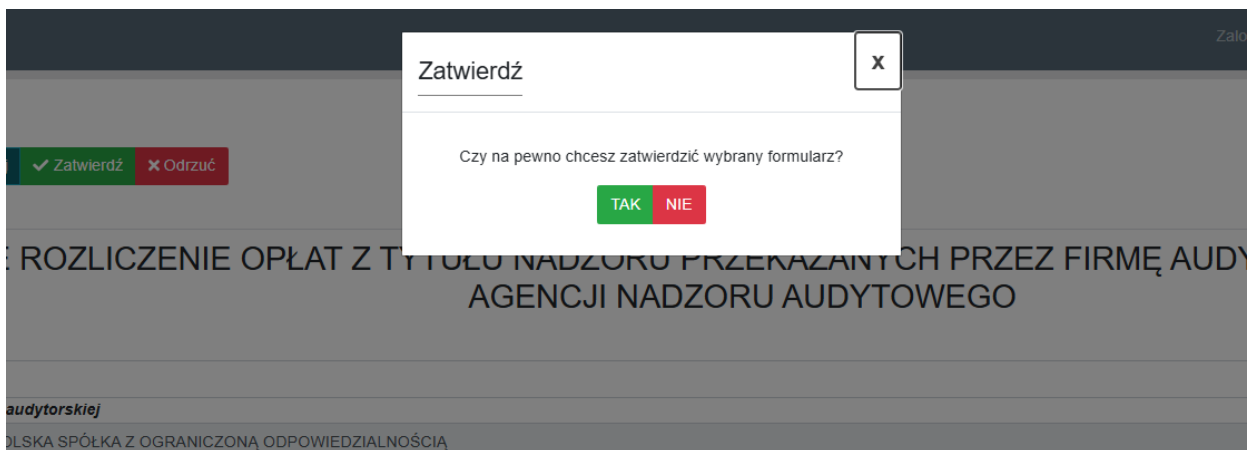 Zatwierdź
x
Czy na pewno chcesz zatwierdzić wybrany formularz?
TAK NIE
Zatwierdź Odrzuć
ROZLICZENIE OPŁAT Z TYTUŁU NADZORU PRZEKAZANYCH PRZEZ FIRMĘ
AGENCJI NADZORU AUDYTOWEGO
audytorskiej
SPÓŁKA Z OGRANICZONĄ ODPOWIEDZIALNOŚCIĄ